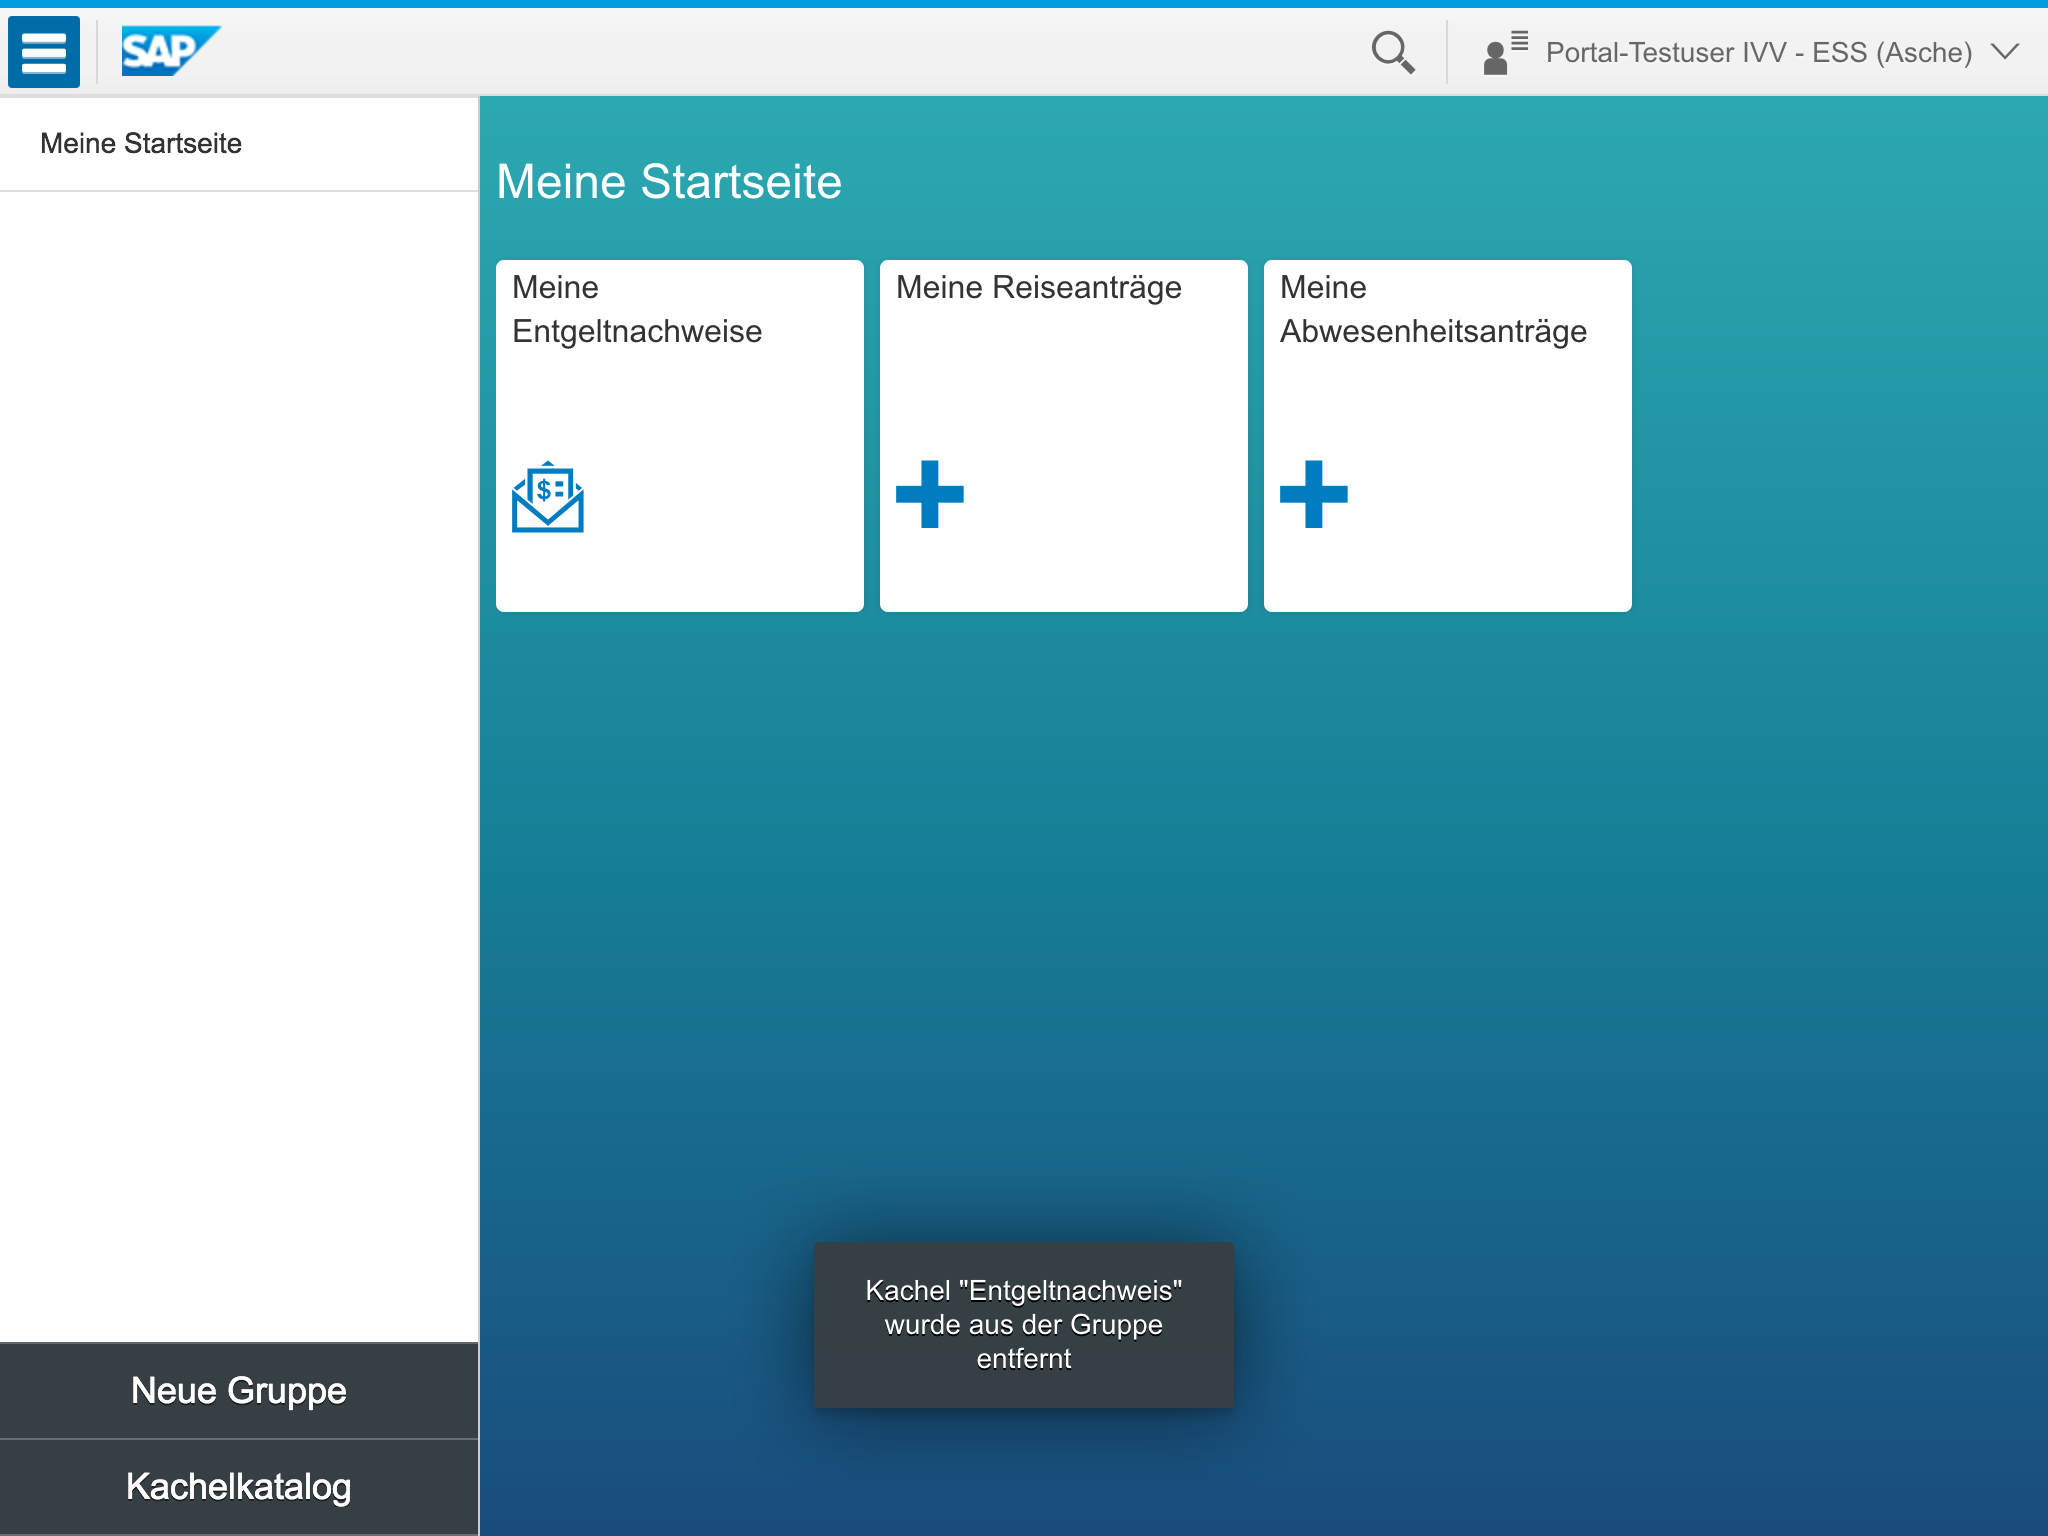 SAP
Portal-Testuser IVV - ESS (Asche)
Meine Startseite
Meine Startseite
Meine
Entgeltnachweise
$
Meine Reiseanträge
Meine
Abwesenheitsanträge
Kachel "Entgeltnachweis"
wurde aus der Gruppe
entfernt
Neue Gruppe
Kachelkatalog